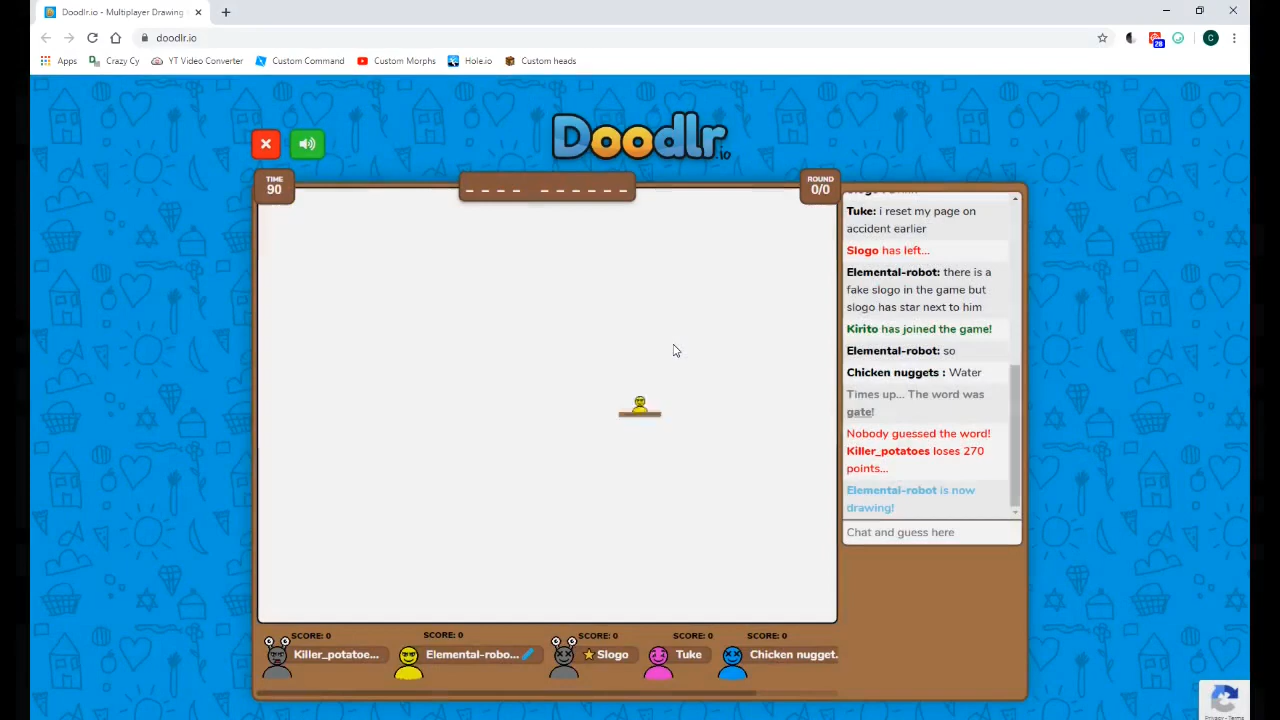 Doodlr.io - Multiplayer Drawing
doodlr.io
Apps Crazy Cy YT Video Converter Custom Command Custom Morphs Hole.io Custom heads
28
C
Doodlr.io
TIME
90
_ _ _ _ _ _ _ _ _ _
ROUND
0/0
Tuke: i reset my page on
accident earlier
Slogo has left...
Elemental-robot: there is a
fake slogo in the game but
slogo has star next to him
Kirito has joined the game!
Elemental-robot: so
Chicken nuggets : Water
Times up... The word was
gate!
Nobody guessed the word!
Killer_potatoes loses 270
points...
Elemental-robot is now
drawing!
Chat and guess here
SCORE: 0 SCORE: 0 SCORE: 0 SCORE: 0 SCORE: 0
Killer_potatoe... Elemental-robo... Slogo Tuke Chicken nugget.
Privacy - Terms